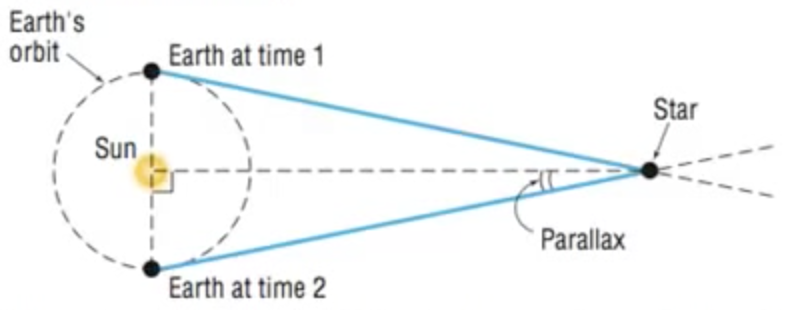 Earth's
orbit
Earth at time 1
Sun
Star
Parallax
Earth at time 2